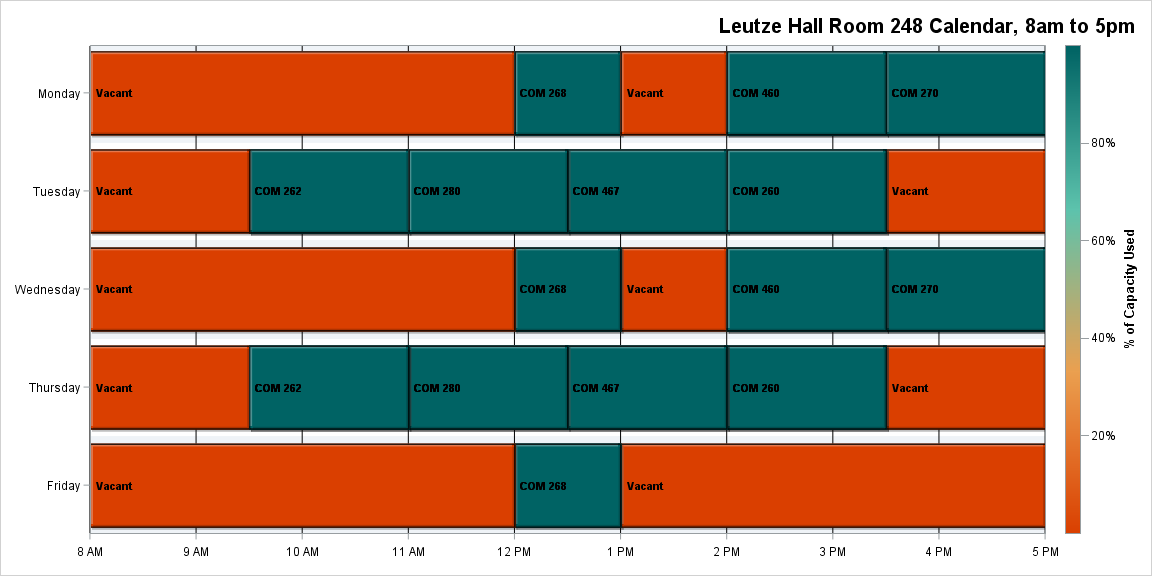 Leutze Hall Room 248 Calendar, 8am to 5pm
Monday
Vacant
COM 268
Vacant
COM 460
COM 270
Tuesday
Vacant
COM 262
COM 280
COM 467
COM 260
Vacant
Wednesday
Vacant
COM 268
Vacant
COM 460
COM 270
Thursday
Vacant
COM 262
COM 280
COM 467
COM 260
Vacant
Friday
Vacant
COM 268
Vacant
8 AM
9 AM
10 AM
11 AM
12 PM
1 PM
2 PM
3 PM
4 PM
5 PM
80%
60%
40%
20%
% of Capacity Used